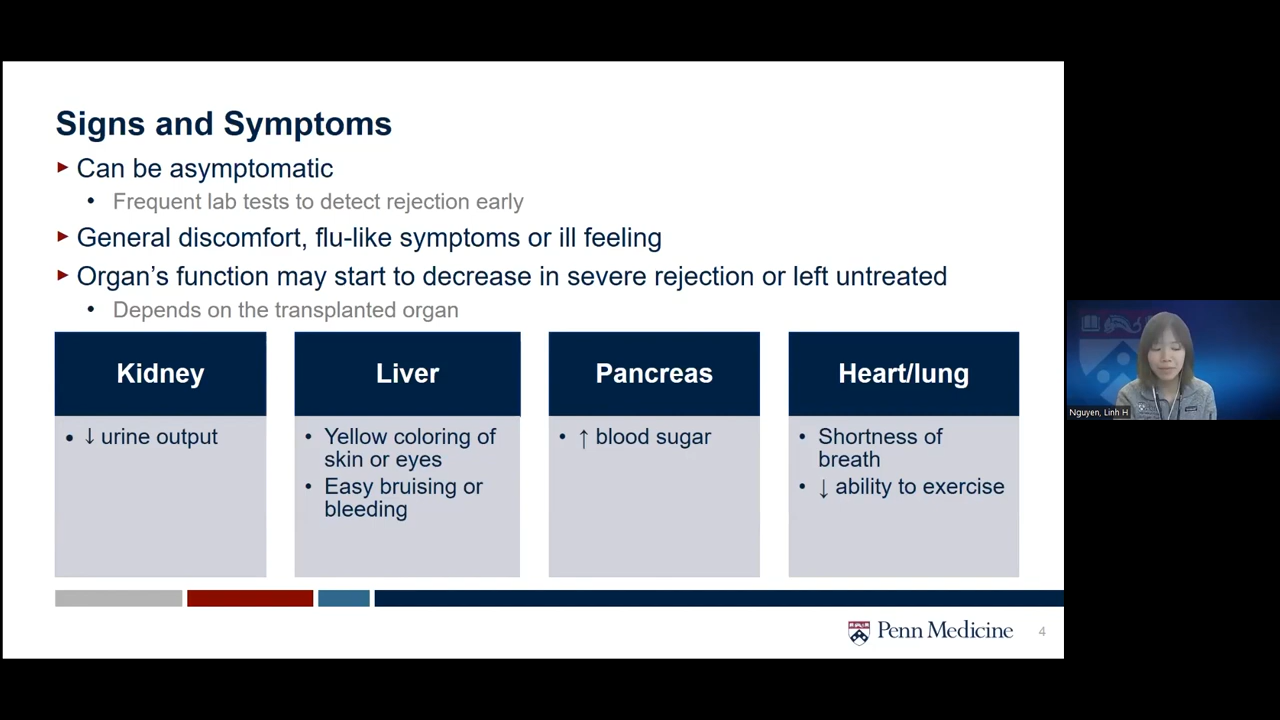 Signs and Symptoms
► Can be asymptomatic
• Frequent lab tests to detect rejection early
► General discomfort, flu-like symptoms or ill feeling
► Organ's function may start to decrease in severe rejection or left untreated
• Depends on the transplanted organ
Kidney
• ↓ urine output
Liver
• Yellow coloring of
skin or eyes
• Easy bruising or
bleeding
Pancreas
• ↑ blood sugar
Heart/lung
• Shortness of
breath
• ↓ ability to exercise
Penn Medicine
4
Nguyen, Linh H